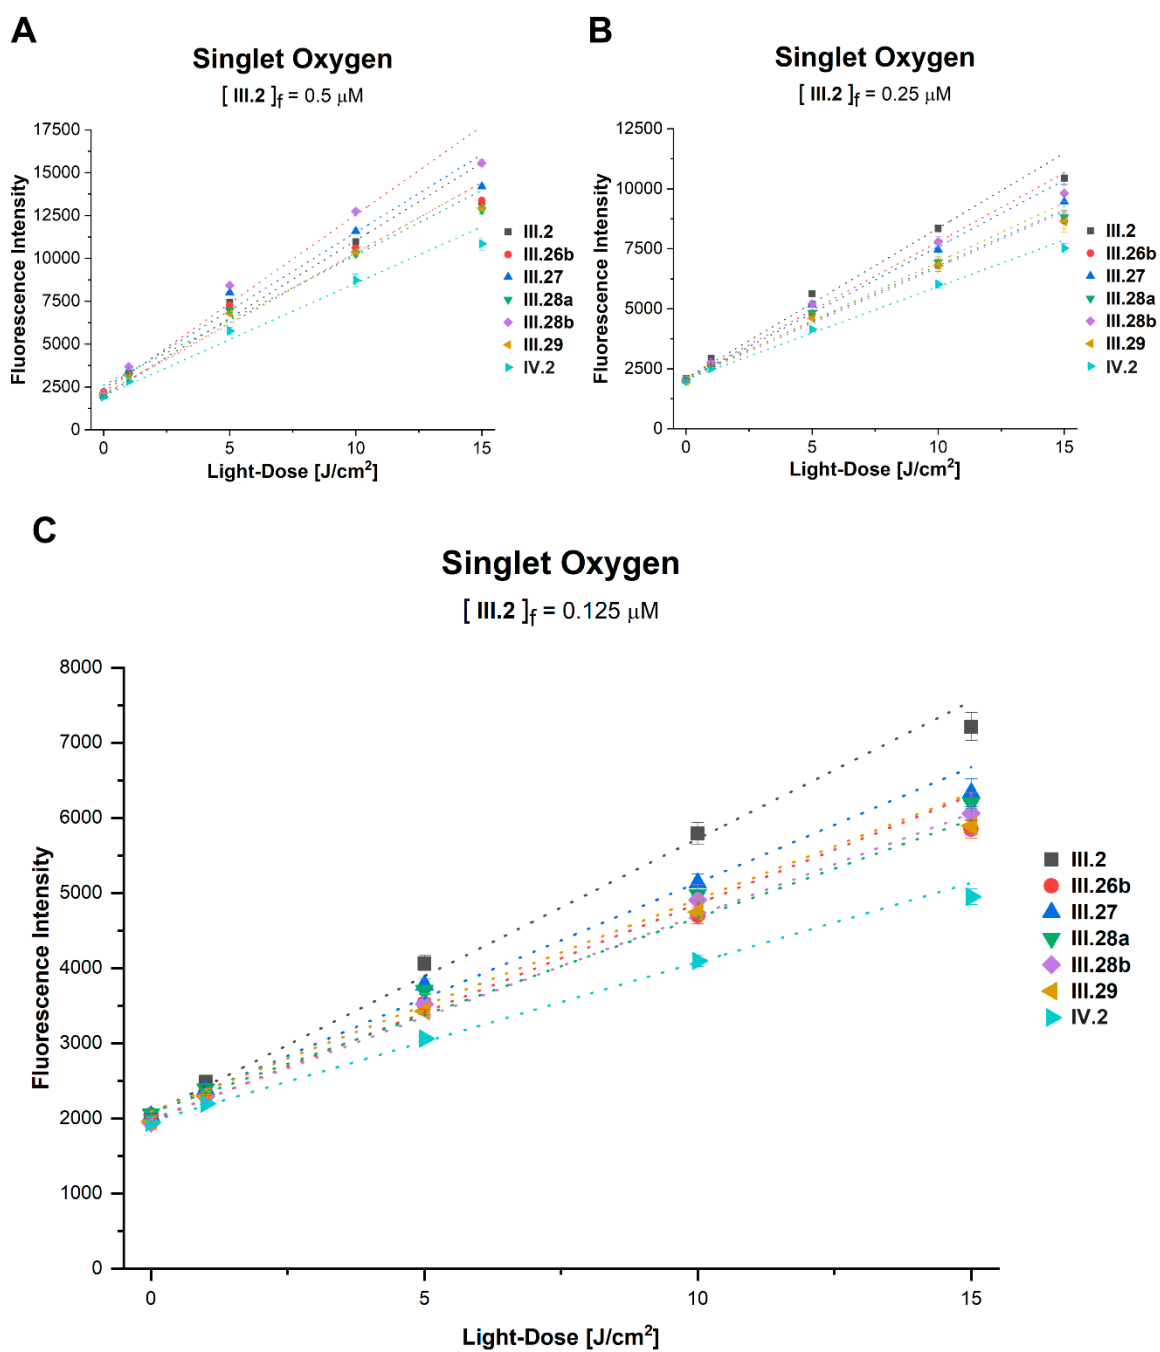 A
Singlet Oxygen
[ III.2 ]f = 0.5 μM
17500
15000
12500
10000
7500
5000
2500
0
Fluorescence Intensity
0 5 10 15
Light-Dose [J/cm²]
III.2
III.26b
III.27
III.28a
III.28b
III.29
IV.2
B
Singlet Oxygen
[ III.2 ]f = 0.25 μM
12500
10000
7500
5000
2500
0
Fluorescence Intensity
0 5 10 15
Light-Dose [J/cm²]
III.2
III.26b
III.27
III.28a
III.28b
III.29
IV.2
C
Singlet Oxygen
[ III.2 ]f = 0.125 μM
8000
7000
6000
5000
4000
3000
2000
1000
0
Fluorescence Intensity
0 5 10 15
Light-Dose [J/cm²]
III.2
III.26b
III.27
III.28a
III.28b
III.29
IV.2